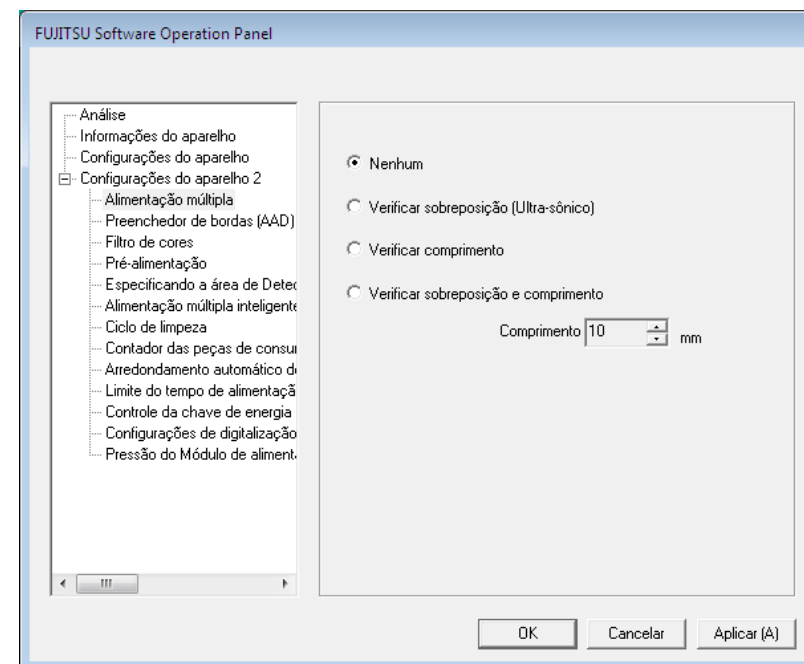 FUJITSU Software Operation Panel
Análise
Informações do aparelho
Configurações do aparelho
Configurações do aparelho 2
Alimentação múltipla
Preenchedor de bordas (AAD)
Filtro de cores
Pré-alimentação
Especificando a área de Detec
Alimentação múltipla inteligente
Ciclo de limpeza
Contador das peças de consu
Arredondamento automático d
Limite do tempo de alimentaçã
Controle da chave de energia
Configurações de digitalização
Pressão do Módulo de aliment
Nenhum
Verificar sobreposição (Ultra-sônico)
Verificar comprimento
Verificar sobreposição e comprimento
Comprimento 10 mm
OK Cancelar Aplicar (A)